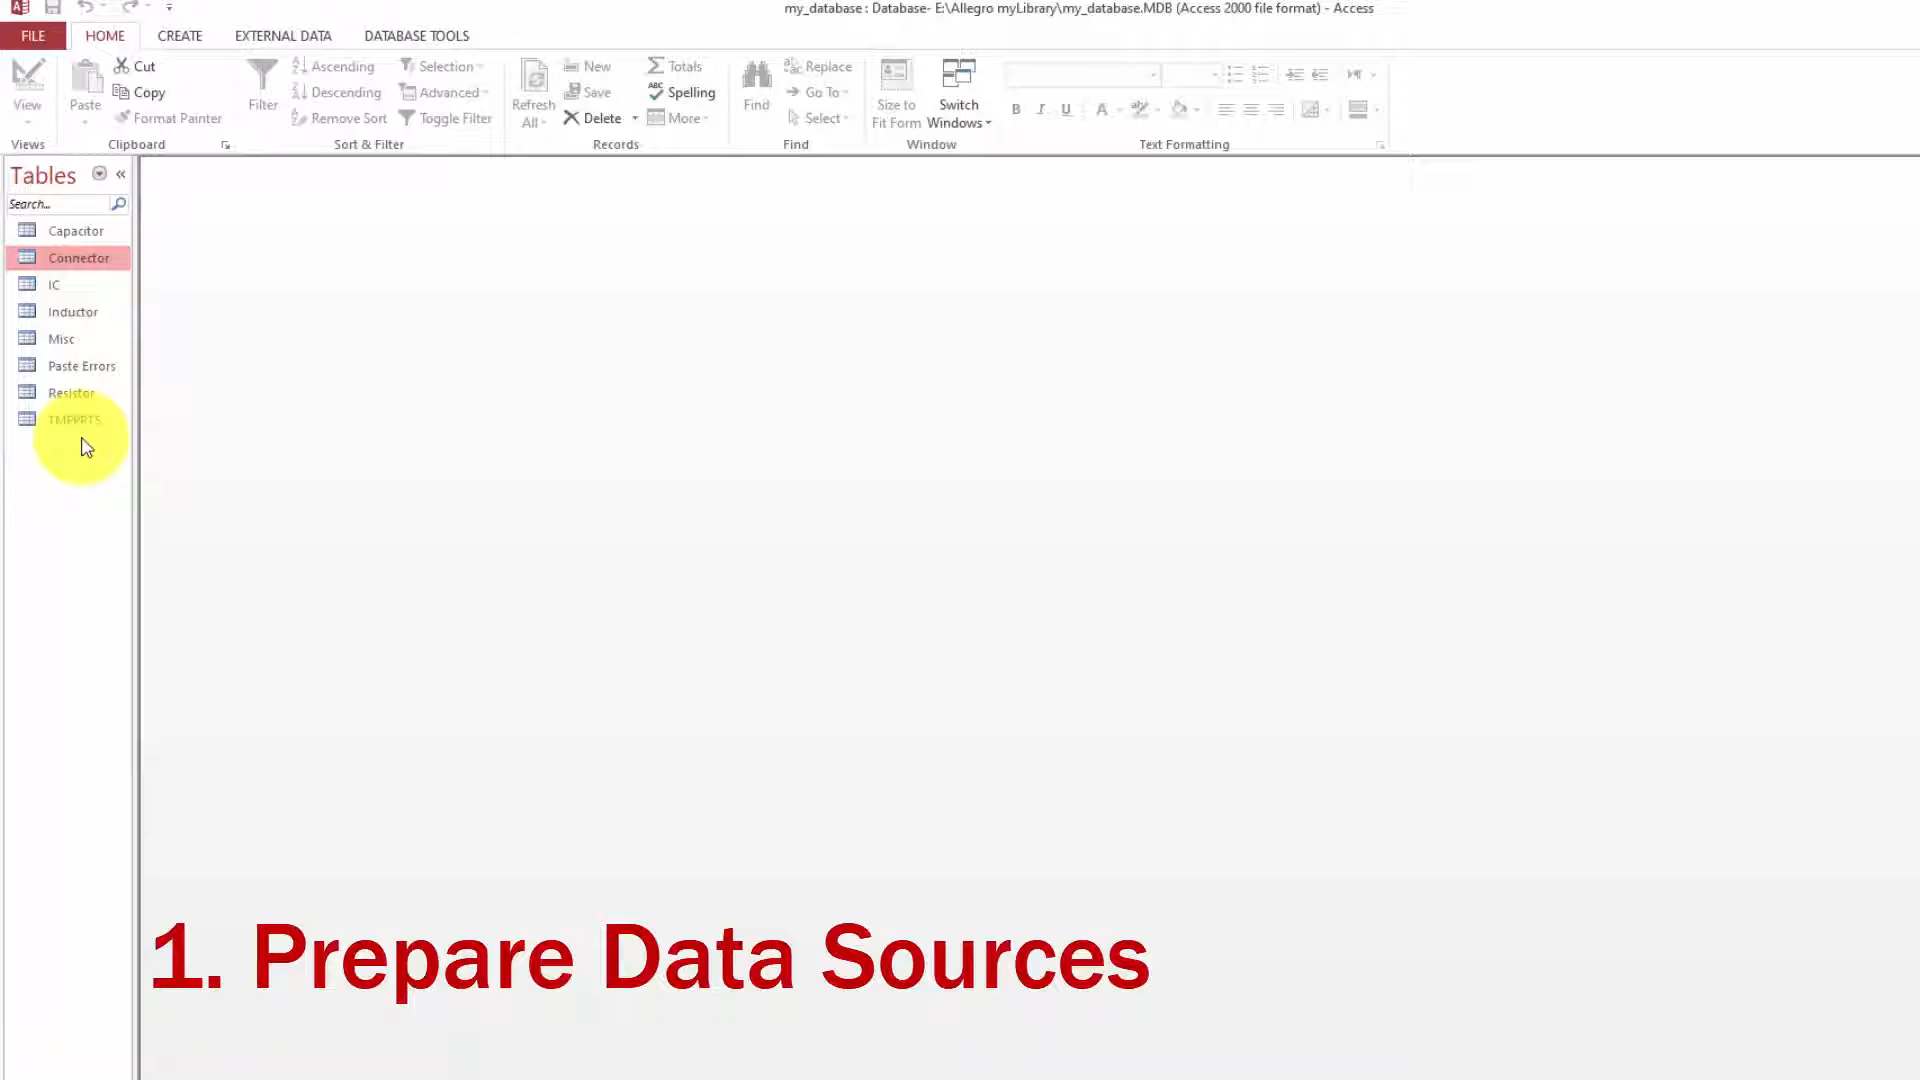 my_database : Database- E:\Allegro myLibrary\my_database.MDB (Access 2000 file format) - Access
FILE HOME CREATE EXTERNAL DATA DATABASE TOOLS
View
Views
Paste
Cut
Copy
Format Painter
Clipboard
Filter
Ascending
Descending
Remove Sort
Selection
Advanced
Toggle Filter
Sort & Filter
Refresh
All
New
Save
Delete
Totals
Spelling
More
Records
Find
Replace
Go To
Select
Find
Size to
Fit Form
Switch
Windows
Window
B I U A
Text Formatting
Tables
Search...
Capacitor
Connector
IC
Inductor
Misc
Paste Errors
Resistor
TMPPRTS
1. Prepare Data Sources